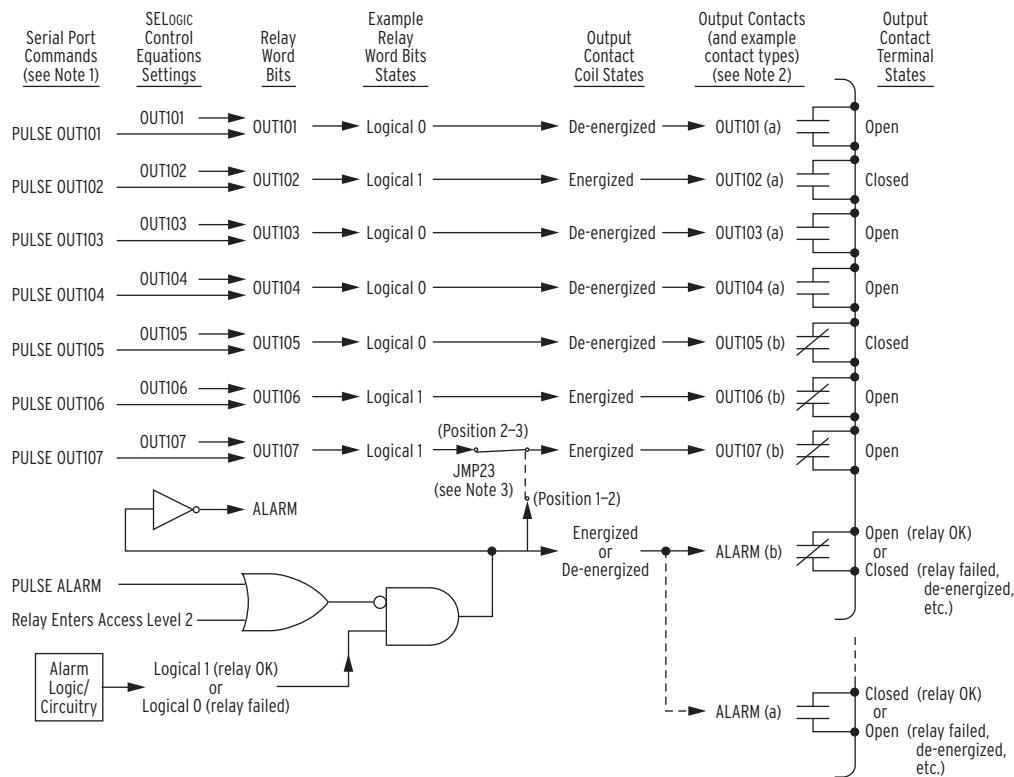 Serial Port
Commands
(see Note 1)
SELOGIC
Control
Equations
Settings
Relay
Word
Bits
Example
Relay
Word Bits
States
Output
Contact
Coil States
Output Contacts
(and example
contact types)
(see Note 2)
Output
Contact
Terminal
States
PULSE OUT101 OUT101 OUT101 Logical 0 De-energized OUT101 (a) Open
PULSE OUT102 OUT102 OUT102 Logical 1 Energized OUT102 (a) Closed
PULSE OUT103 OUT103 OUT103 Logical 0 De-energized OUT103 (a) Open
PULSE OUT104 OUT104 OUT104 Logical 0 De-energized OUT104 (a) Open
PULSE OUT105 OUT105 OUT105 Logical 0 De-energized OUT105 (b) Closed
PULSE OUT106 OUT106 OUT106 Logical 1 Energized OUT106 (b) Open
PULSE OUT107 OUT107 OUT107 Logical 1 Energized OUT107 (b) Open
(Position 2–3)
JMP23
(see Note 3)
(Position 1–2)
ALARM
Energized
or
De-energized
ALARM (b)
Open (relay OK)
or
Closed (relay failed,
de-energized,
etc.)
PULSE ALARM
Relay Enters Access Level 2
Alarm
Logic/
Circuitry
Logical 1 (relay OK)
or
Logical 0 (relay failed)
ALARM (a)
Closed (relay OK)
or
Open (relay failed,
de-energized,
etc.)